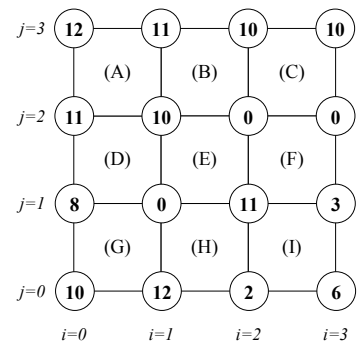 j=3 12 11 10 10
(A) (B) (C)
j=2 11 10 0 0
(D) (E) (F)
j=1 8 0 11 3
(G) (H) (I)
j=0 10 12 2 6
i=0 i=1 i=2 i=3